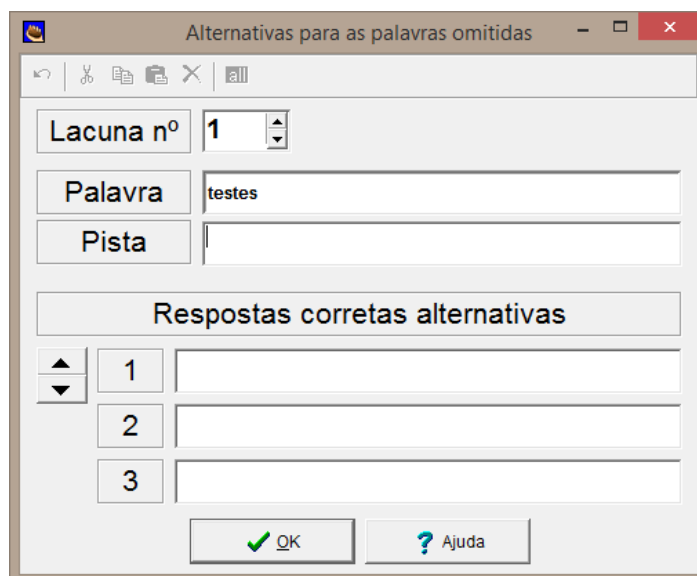 Alternativas para as palavras omitidas
all
Lacuna nº 1
Palavra testes
Pista
Respostas corretas alternativas
1
2
3
OK Ajuda